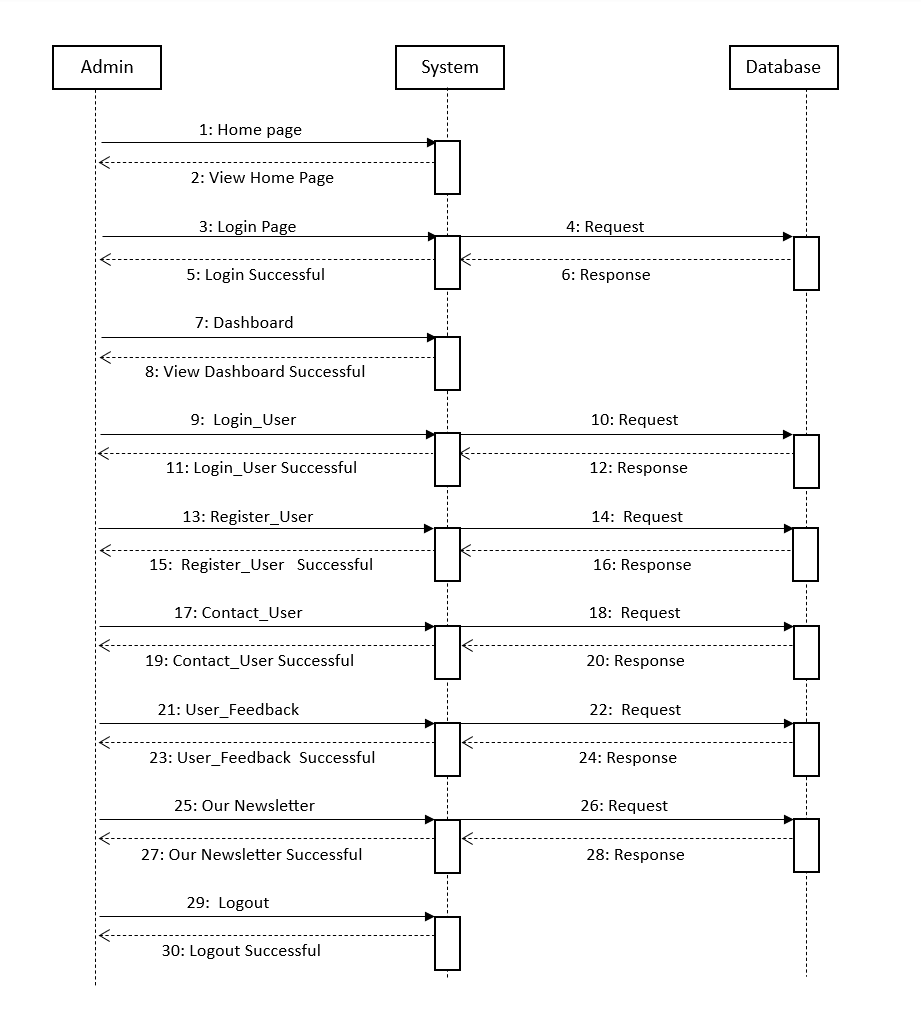 Admin
System
Database
1: Home page
2: View Home Page
3: Login Page
4: Request
5: Login Successful
6: Response
7: Dashboard
8: View Dashboard Successful
9:  Login_User
10: Request
11: Login_User Successful
12: Response
13: Register_User
14:  Request
15:  Register_User   Successful
16: Response
17: Contact_User
18:  Request
19: Contact_User Successful
20: Response
21: User_Feedback
22:  Request
23: User_Feedback  Successful
24: Response
25: Our Newsletter
26: Request
27: Our Newsletter Successful
28: Response
29:  Logout
30: Logout Successful